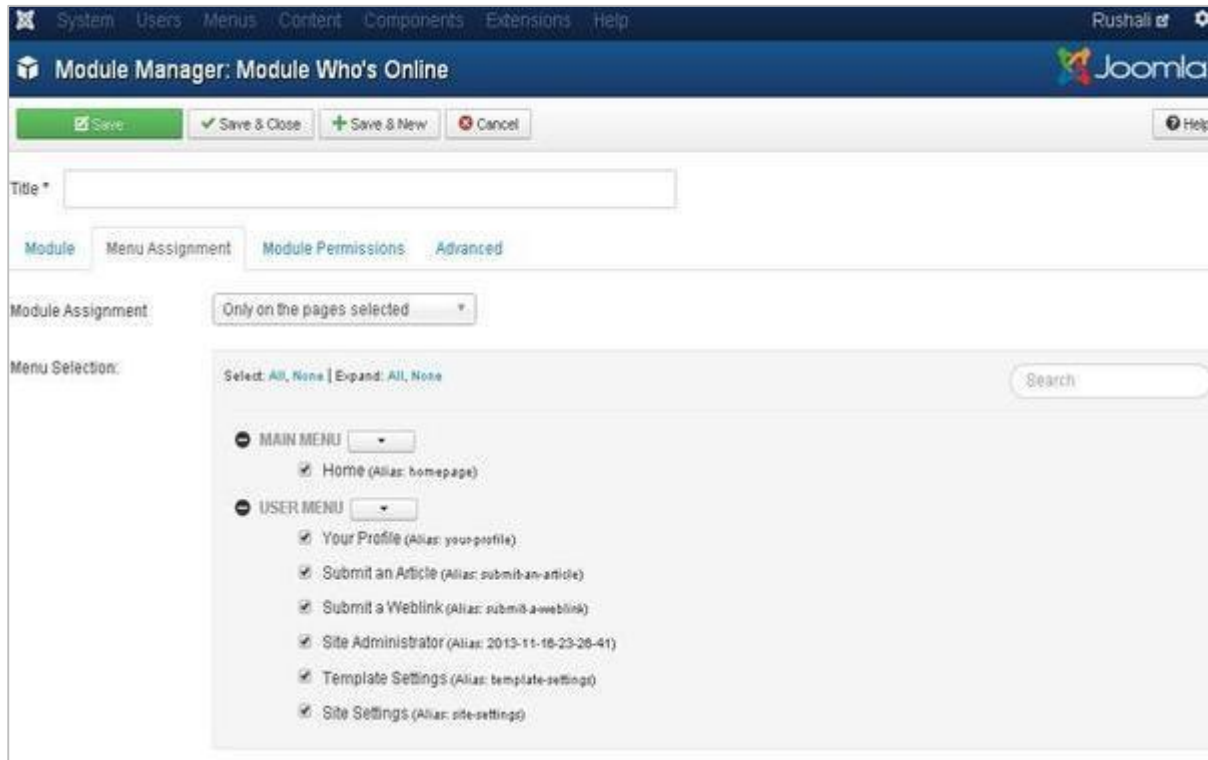 System Users Menus Content Components Extensions Help Rushali
Module Manager: Module Who's Online Joomla
Save Save & Close + Save & New Cancel Help
Title *
Module Menu Assignment Module Permissions Advanced
Module Assignment Only on the pages selected
Menu Selection: Select: All, None | Expand: All, None Search
MAIN MENU
Home (Alias: homepage)
USER MENU
Your Profile (Alias: your-profile)
Submit an Article (Alias: submit-an-article)
Submit a Weblink (Alias: submit-a-weblink)
Site Administrator (Alias: 2013-11-16-23-26-41)
Template Settings (Alias: template-settings)
Site Settings (Alias: site-settings)